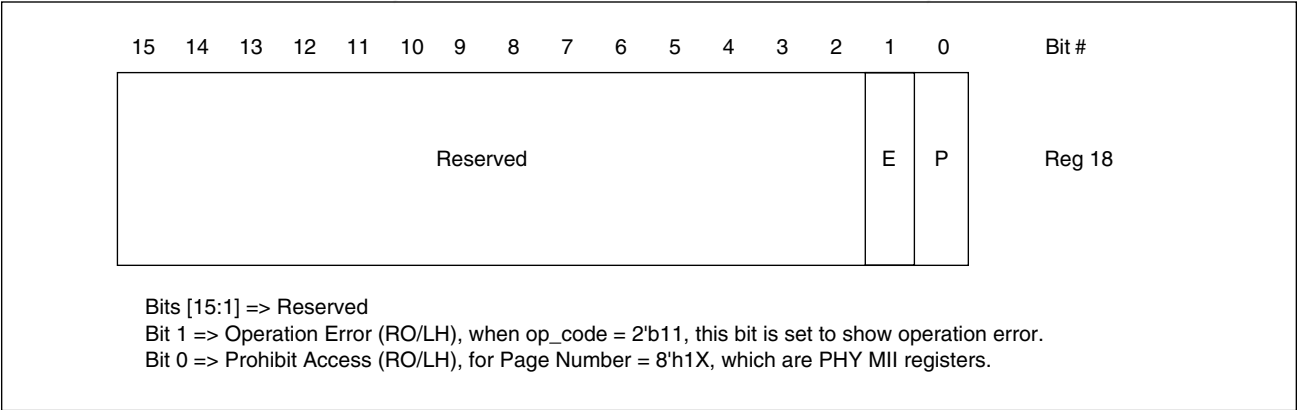 15 14 13 12 11 10 9 8 7 6 5 4 3 2 1 0 Bit #
Reserved E P Reg 18
Bits [15:1] => Reserved
Bit 1 => Operation Error (RO/LH), when op_code = 2'b11, this bit is set to show operation error.
Bit 0 => Prohibit Access (RO/LH), for Page Number = 8'h1X, which are PHY MII registers.